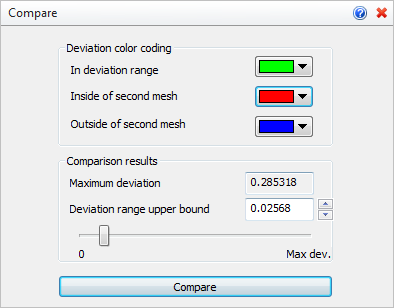 Compare
Deviation color coding
In deviation range
Inside of second mesh
Outside of second mesh
Comparison results
Maximum deviation 0.285318
Deviation range upper bound 0.02568
0 Max dev.
Compare